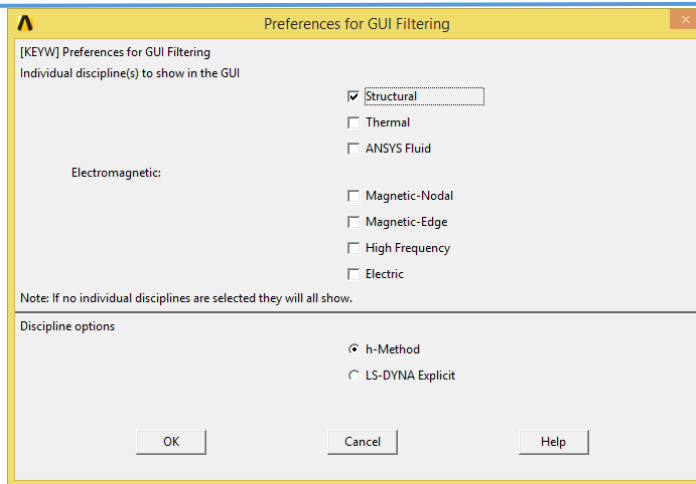 Preferences for GUI Filtering
[KEYW] Preferences for GUI Filtering
Individual discipline(s) to show in the GUI
Structural
Thermal
ANSYS Fluid
Electromagnetic:
Magnetic-Nodal
Magnetic-Edge
High Frequency
Electric
Note: If no individual disciplines are selected they will all show.
Discipline options
h-Method
LS-DYNA Explicit
OK Cancel Help